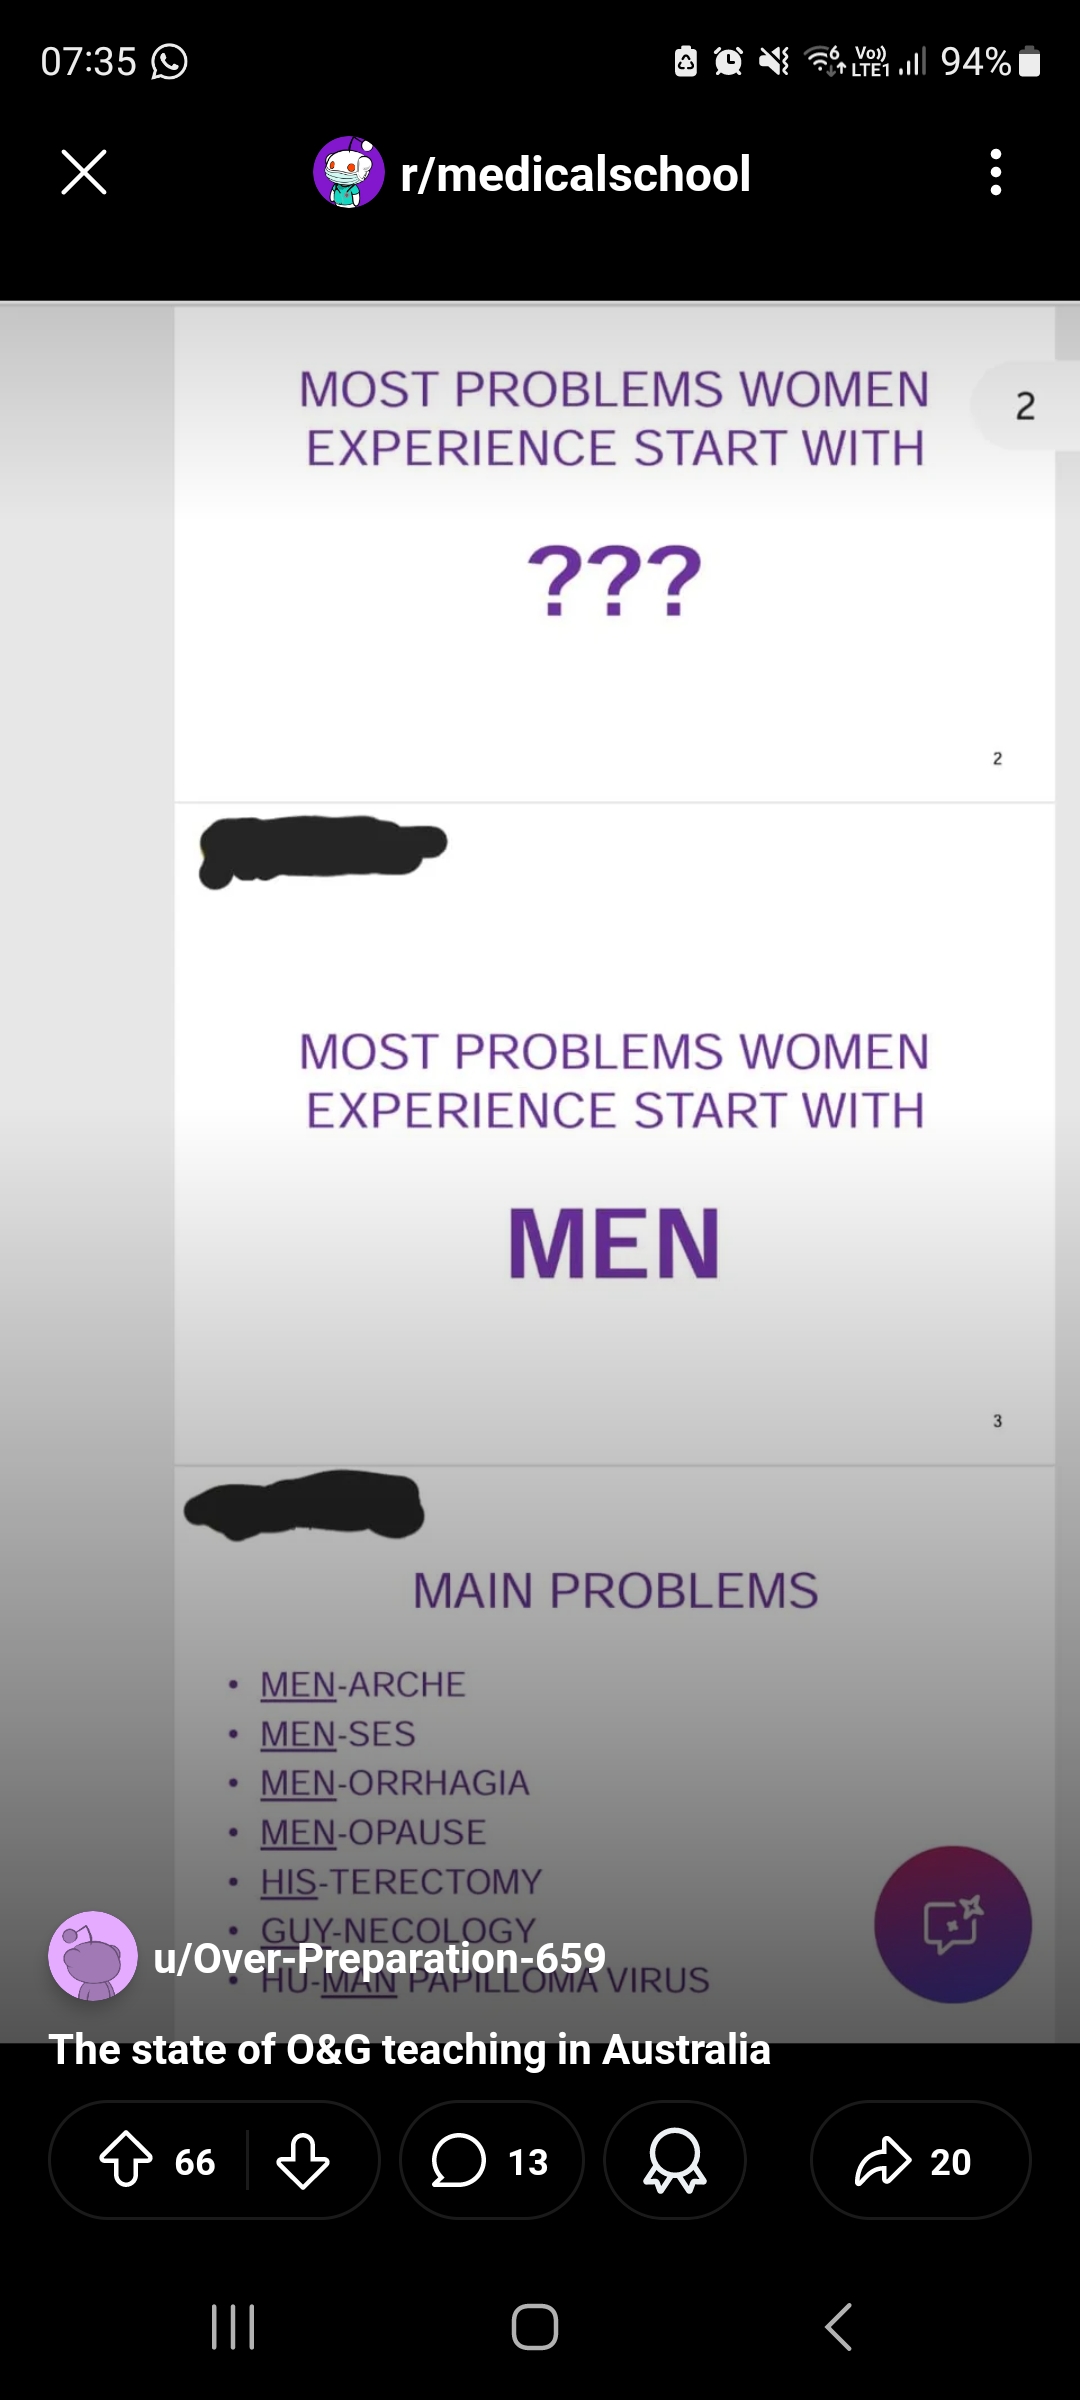 07:35
6
Vo))
LTE1
94%
r/medicalschool
MOST PROBLEMS WOMEN
EXPERIENCE START WITH
2
???
2
MOST PROBLEMS WOMEN
EXPERIENCE START WITH
MEN
3
MAIN PROBLEMS
• MEN-ARCHE
• MEN-SES
• MEN-ORRHAGIA
• MEN-OPAUSE
• HIS-TERECTOMY
• GUY-NECOLOGY
u/Over-Preparation-659
• HU-MAN PAPILLOMA VIRUS
The state of O&G teaching in Australia
66
13
20